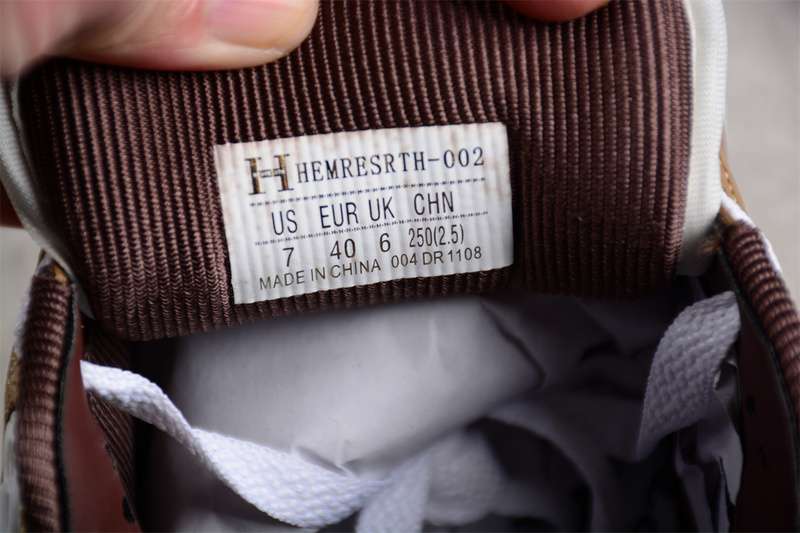 H HEMRESRTH-002
US EUR UK CHN
7 40 6 250(2.5)
MADE IN CHINA 004 DR 1108